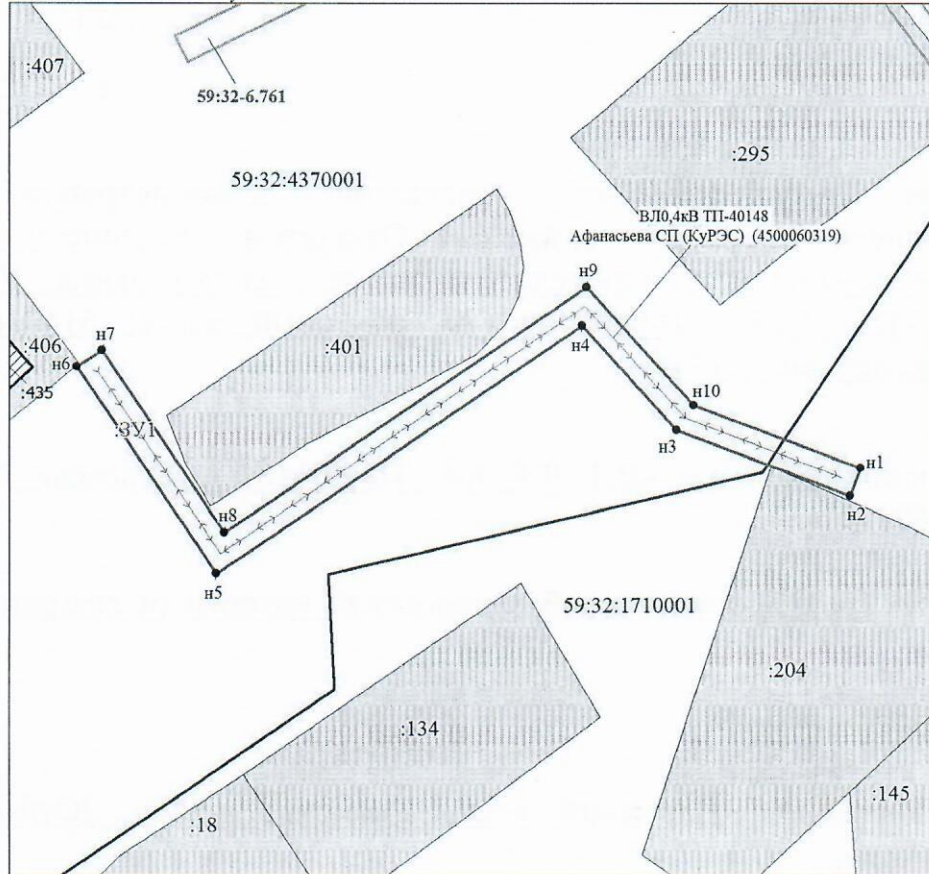 :407
59:32-6.761
:295
59:32:4370001
ВЛ0,4кВ ТП-40148
Афанасьева СП (КуРЭС) (4500060319)
н9
н4
н7
:406
н6
:401
:435
н10
:ЗУ1
н3
н1
н2
н8
н5
59:32:1710001
:204
:134
:145
:18